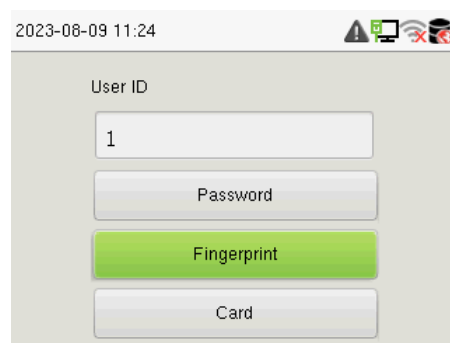 2023-08-09 11:24
User ID
1
Password
Fingerprint
Card